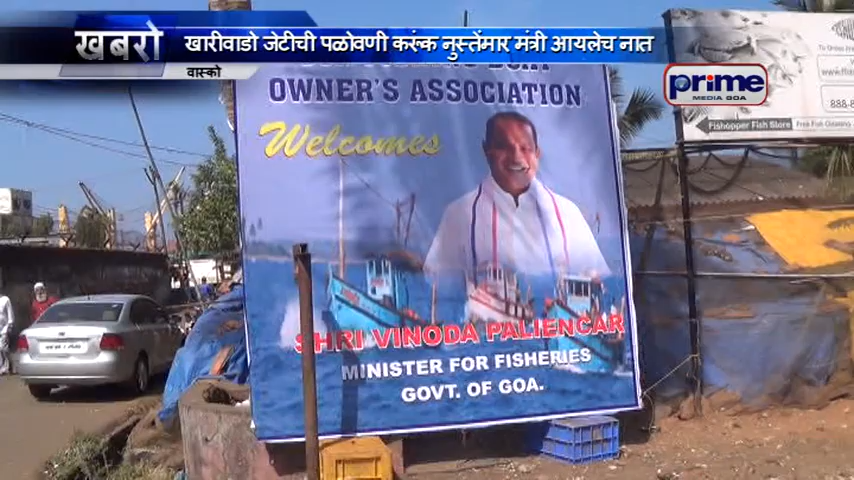 खबरो
खारीवाडो जेटीची पळोवणी करूंक नुस्तेंमार मंत्री आयलेच नात
वास्को
prime
MEDIA GOA
OWNER'S ASSOCIATION
Welcomes
SHRI VINODA PALIENCAR
MINISTER FOR FISHERIES
GOVT. OF GOA.
Fishopper Fish Store